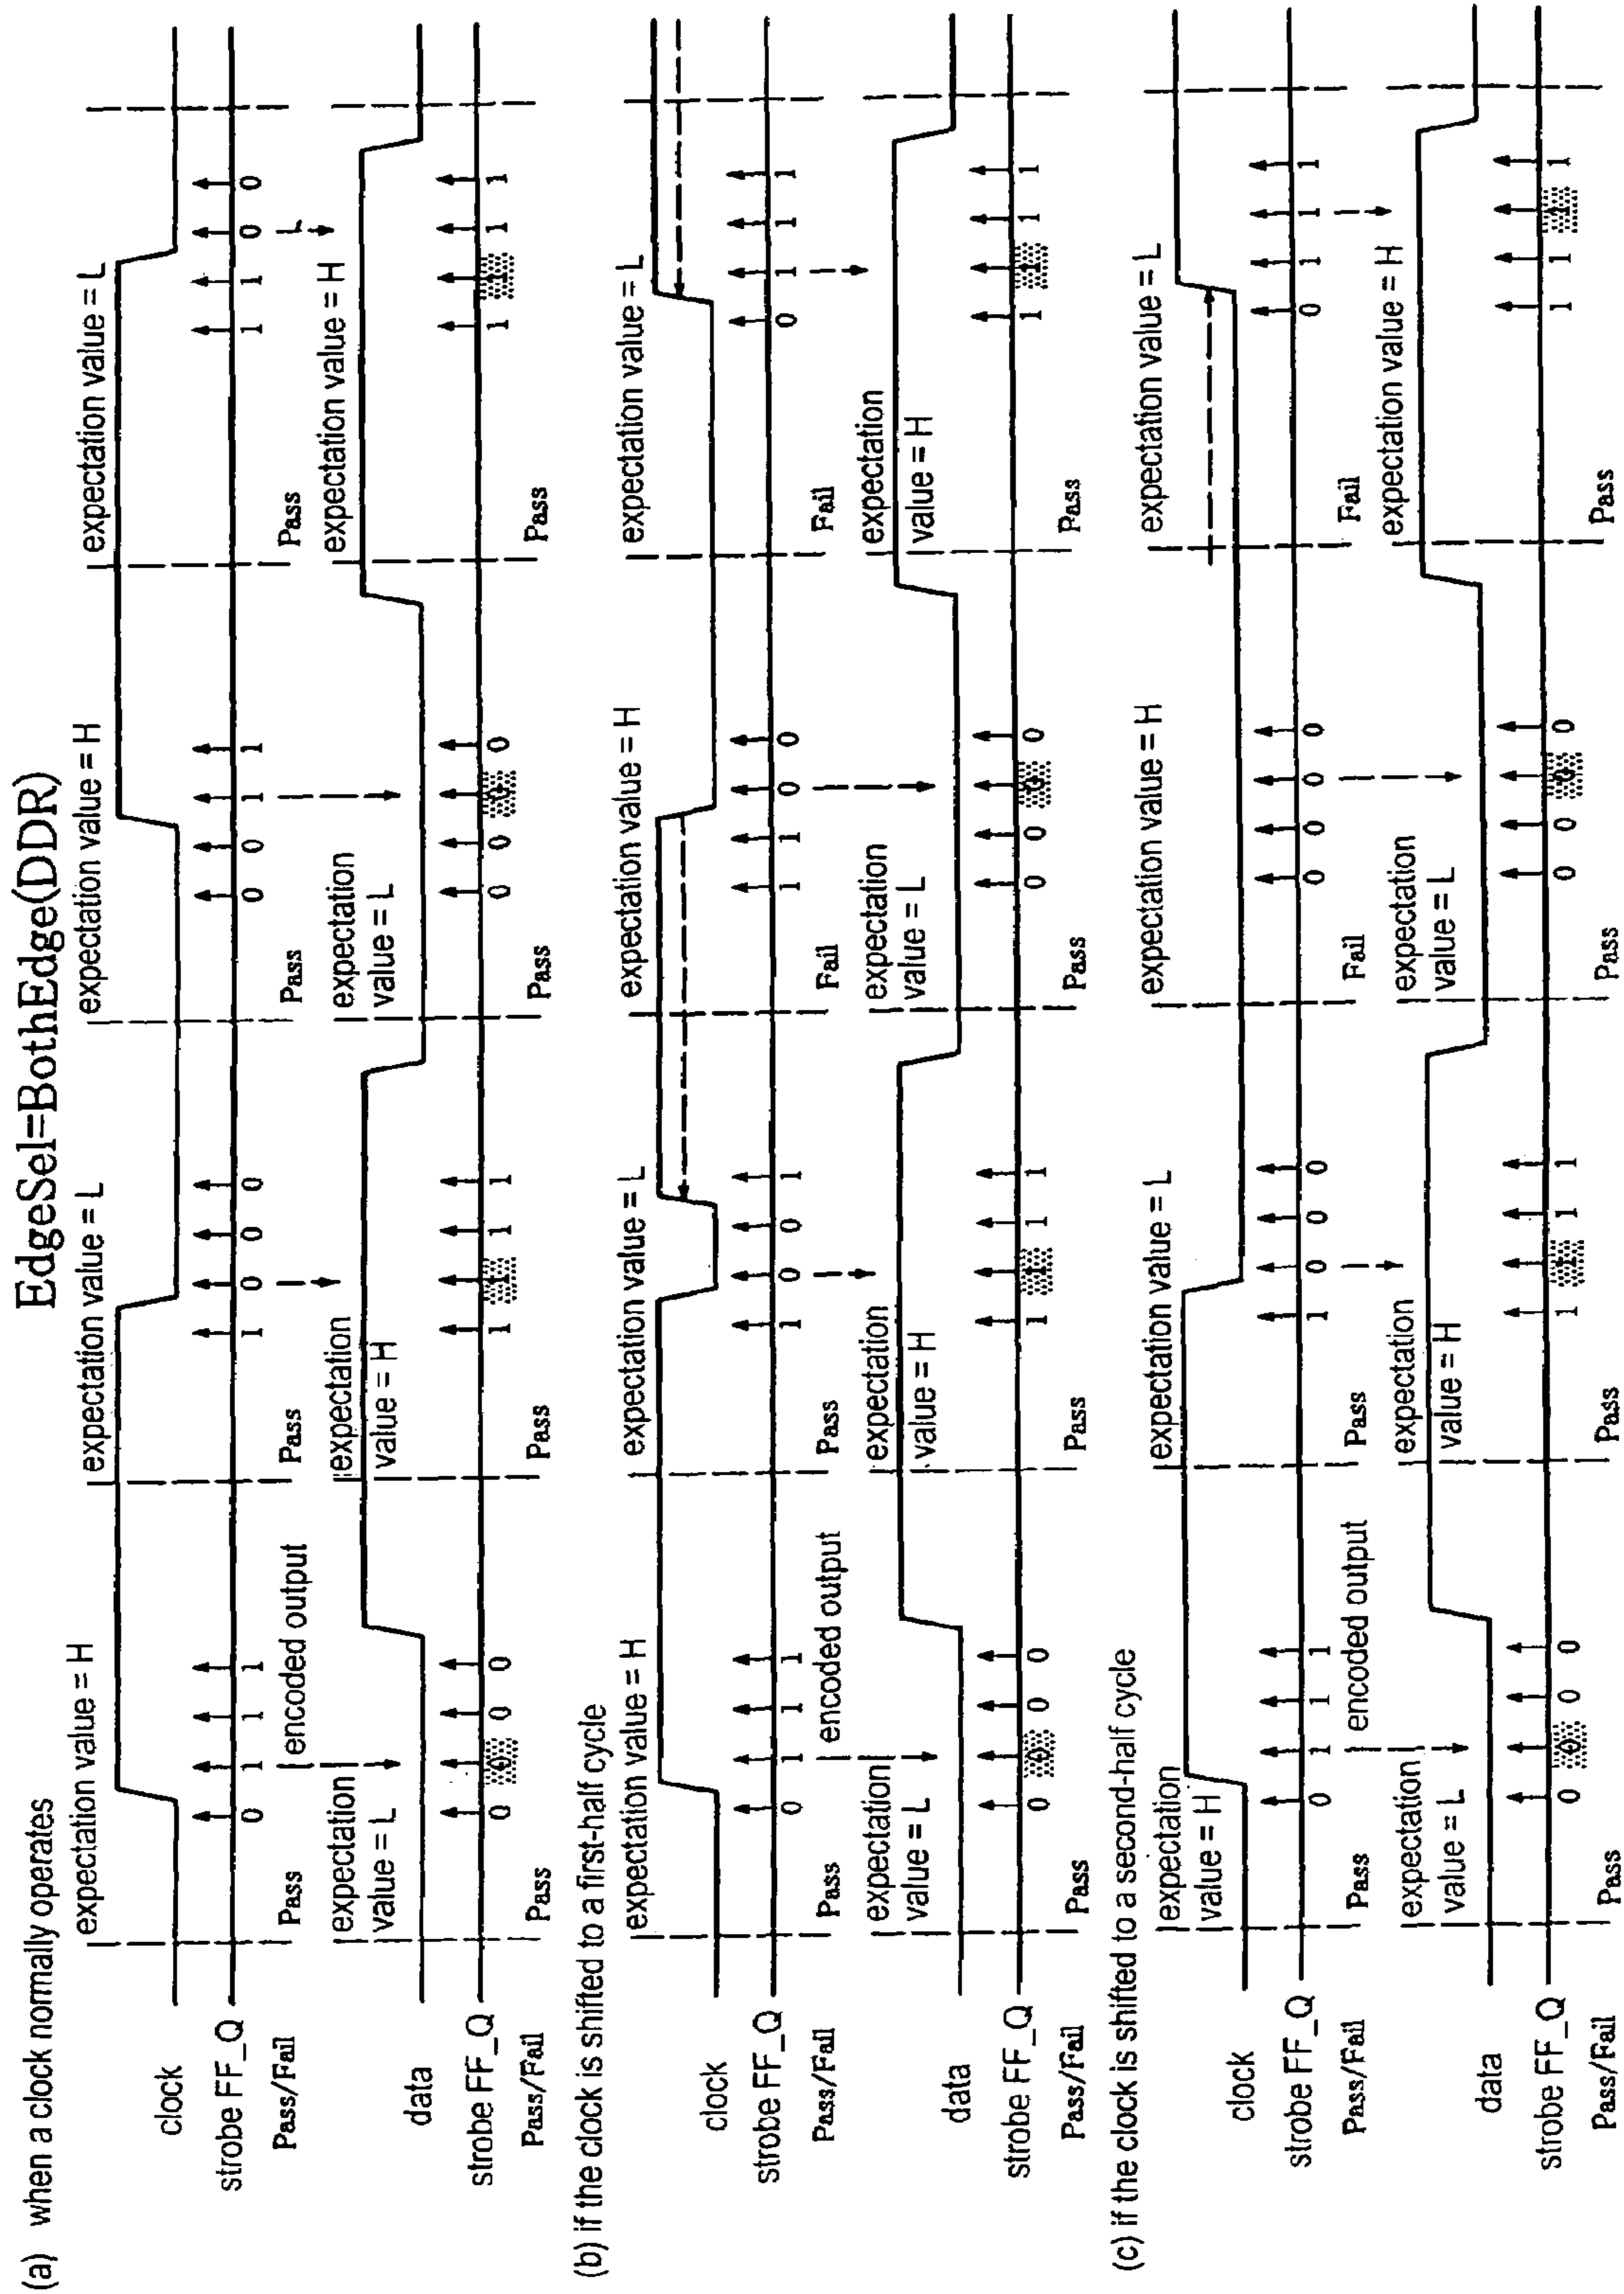 EdgeSel=BothEdge(DDR)
(a) when a clock normally operates
expectation value = H expectation value = L expectation value = H expectation value = L
clock
strobe FF_Q 0 1 1 1 1 0 0 0 0 0 1 1 1 1 0 0
Pass/Fail Pass encoded output Pass Pass Pass L
expectation value = L expectation value = H expectation value = L expectation value = H
data
strobe FF_Q 0 0 0 0 1 1 1 1 0 0 0 0 1 1 1 1
Pass/Fail Pass Pass Pass Pass
(b) if the clock is shifted to a first-half cycle
expectation value = H expectation value = L expectation value = H expectation value = L
clock
strobe FF_Q 0 1 1 1 1 0 0 1 1 1 0 0 0 1 1 1
Pass/Fail Pass encoded output Pass Fail Fail
expectation value = L expectation value = H expectation value = L expectation value = H
data
strobe FF_Q 0 0 0 0 1 1 1 1 0 0 0 0 1 1 1 1
Pass/Fail Pass Pass Pass Pass
(c) if the clock is shifted to a second-half cycle
expectation value = H expectation value = L expectation value = H expectation value = L
clock
strobe FF_Q 0 1 1 1 1 0 0 0 0 0 0 0 0 1 1 1
Pass/Fail Pass encoded output Pass Fail Fail
expectation value = L expectation value = H expectation value = L expectation value = H
data
strobe FF_Q 0 0 0 0 1 1 1 1 0 0 0 0 1 1 1 1
Pass/Fail Pass Pass Pass Pass